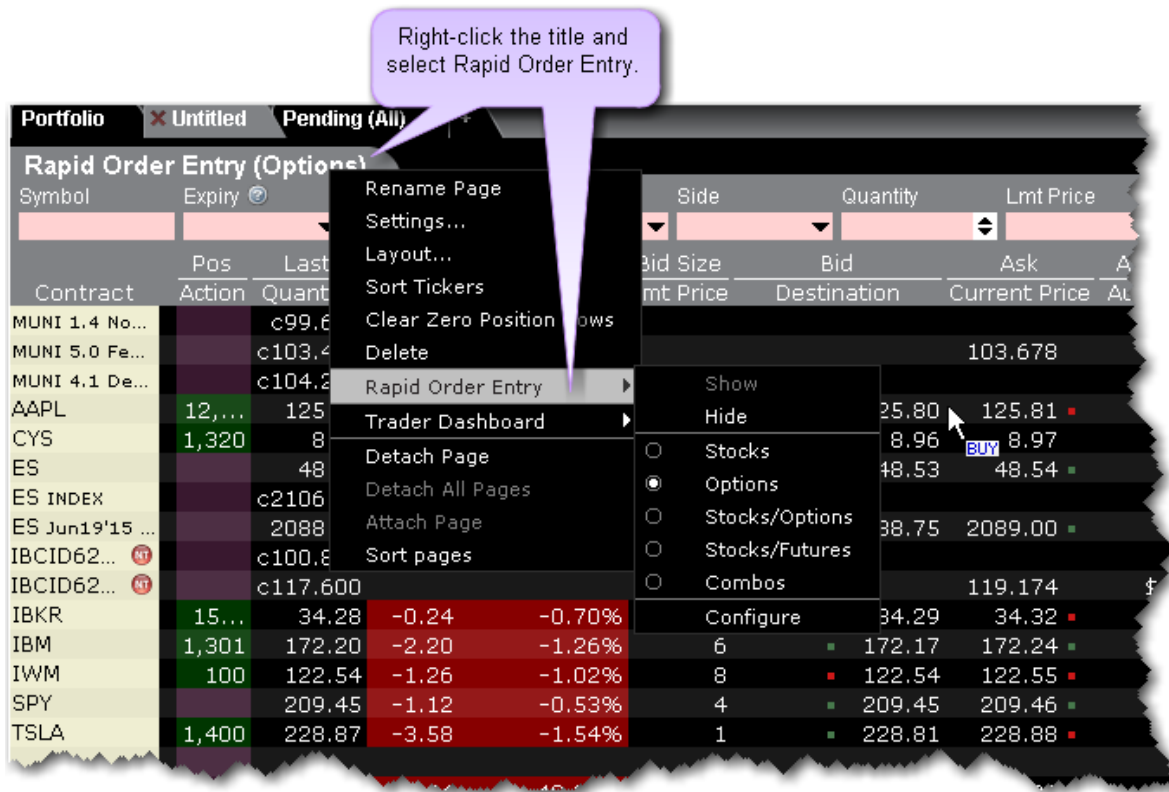 Right-click the title and
select Rapid Order Entry.
Portfolio Untitled Pending (All) +
Rapid Order Entry (Options)
Symbol Expiry Side Quantity Lmt Price
Pos Last Bid Size Bid Ask
Contract Action Quant Price Destination Current Price
Rename Page
Settings...
Layout...
Sort Tickers
Clear Zero Position ows
Delete
Rapid Order Entry
Trader Dashboard
Detach Page
Detach All Pages
Attach Page
Sort pages
Show
Hide
Stocks
Options
Stocks/Options
Stocks/Futures
Combos
Configure
MUNI 1.4 No... c99.6
MUNI 5.0 Fe... c103.4 103.678
MUNI 4.1 De... c104.2
AAPL 12,... 125 25.80 125.81
BUY
CYS 1,320 8 8.96 8.97
ES 48 48.53 48.54
ES INDEX c2106
ES Jun19'15 ... 2088 38.75 2089.00
IBCID62... NT c100.8
IBCID62... NT c117.600 119.174
IBKR 15... 34.28 -0.24 -0.70% 34.29 34.32
IBM 1,301 172.20 -2.20 -1.26% 6 172.17 172.24
IWM 100 122.54 -1.26 -1.02% 8 122.54 122.55
SPY 209.45 -1.12 -0.53% 4 209.45 209.46
TSLA 1,400 228.87 -3.58 -1.54% 1 228.81 228.88